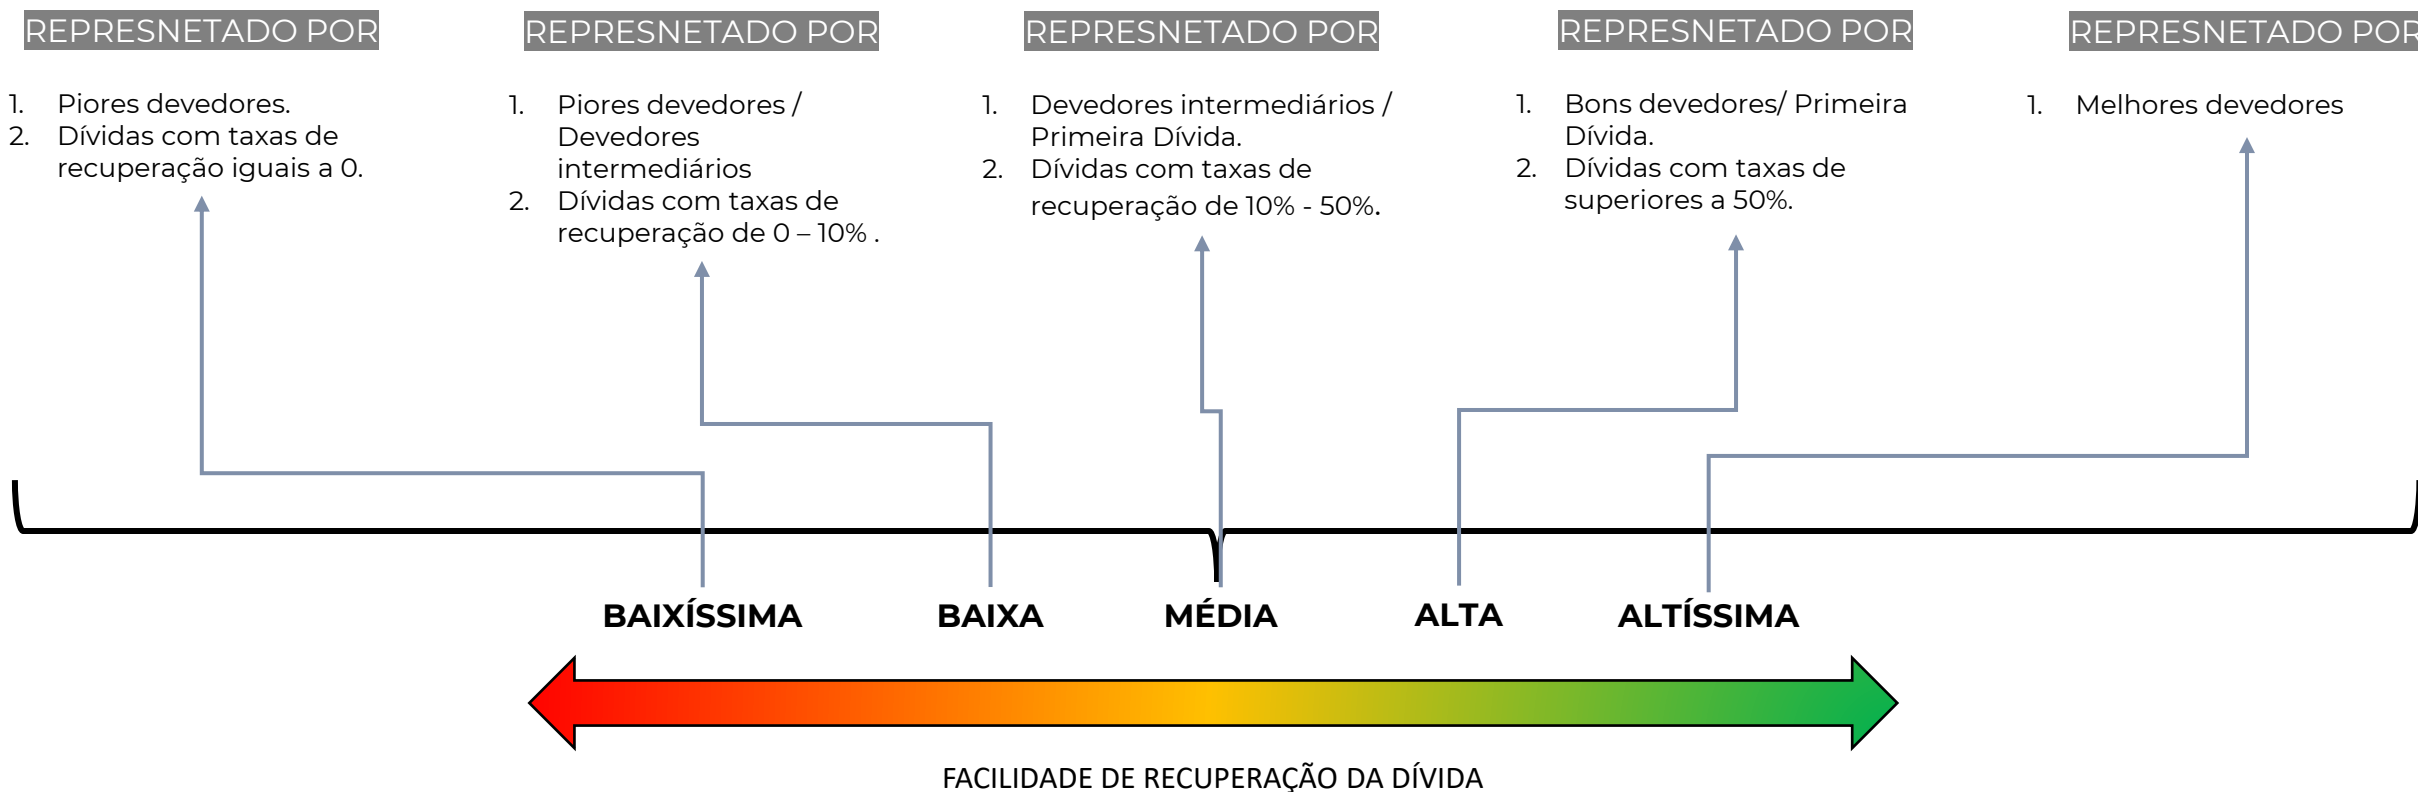 REPRESNETADO POR
1. Piores devedores.
2. Dívidas com taxas de
recuperação iguais a 0.
REPRESNETADO POR
1. Piores devedores /
Devedores
intermediários
2. Dívidas com taxas de
recuperação de 0 – 10% .
REPRESNETADO POR
1. Devedores intermediários /
Primeira Dívida.
2. Dívidas com taxas de
recuperação de 10% - 50%.
REPRESNETADO POR
1. Bons devedores/ Primeira
Dívida.
2. Dívidas com taxas de
superiores a 50%.
REPRESNETADO POR
1. Melhores devedores
BAIXÍSSIMA
BAIXA
MÉDIA
ALTA
ALTÍSSIMA
FACILIDADE DE RECUPERAÇÃO DA DÍVIDA